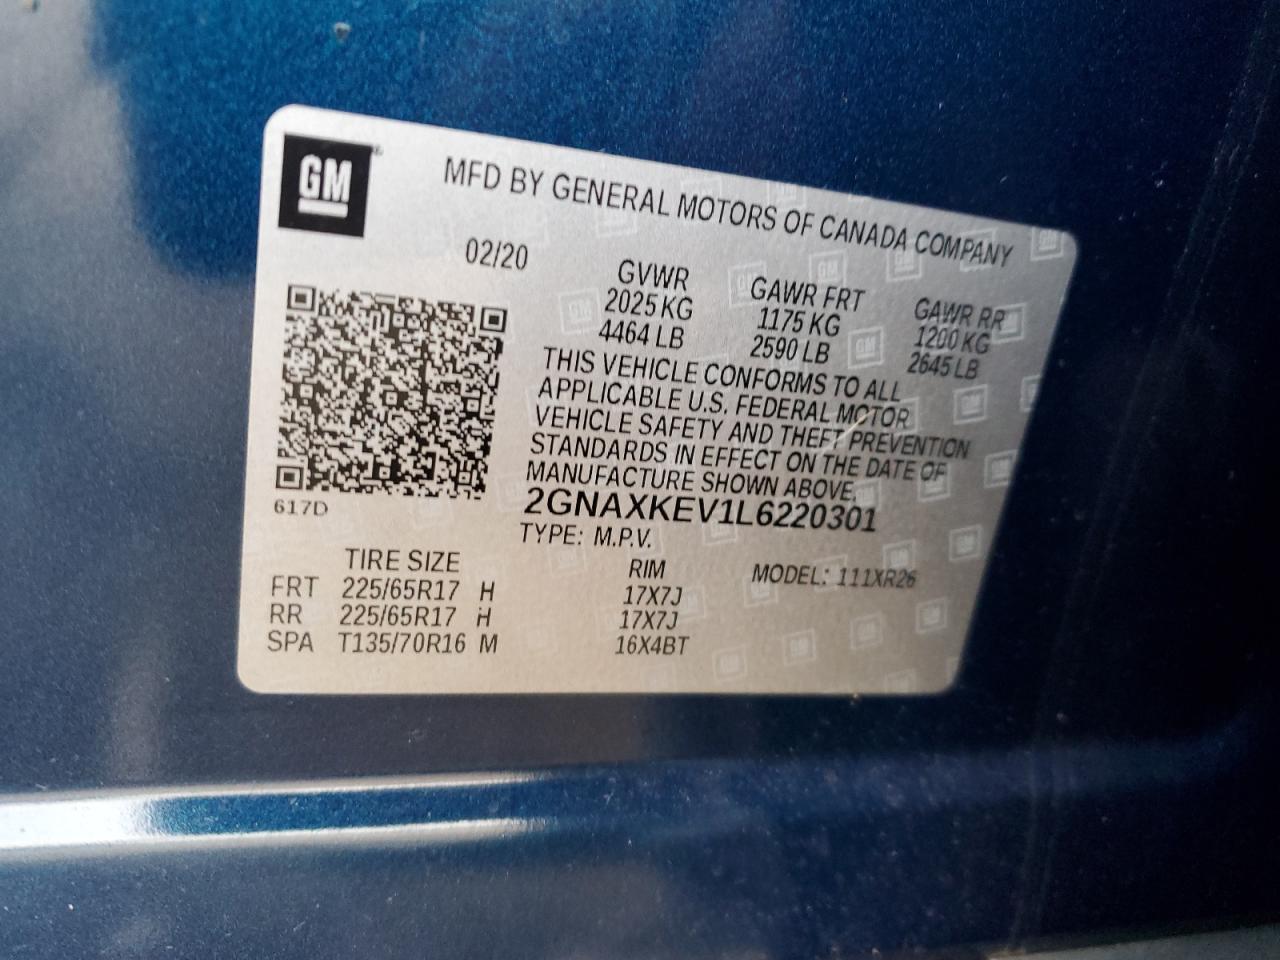 GM
MFD BY GENERAL MOTORS OF CANADA COMPANY
02/20
GVWR GAWR FRT GAWR RR
2025 KG 1175 KG 1200 KG
4464 LB 2590 LB 2645 LB
THIS VEHICLE CONFORMS TO ALL
APPLICABLE U.S. FEDERAL MOTOR
VEHICLE SAFETY AND THEFT PREVENTION
STANDARDS IN EFFECT ON THE DATE OF
MANUFACTURE SHOWN ABOVE.
617D
2GNAXKEV1L6220301
TYPE: M.P.V.
TIRE SIZE RIM MODEL: 111XR26
FRT 225/65R17 H 17X7J
RR 225/65R17 H 17X7J
SPA T135/70R16 M 16X4BT